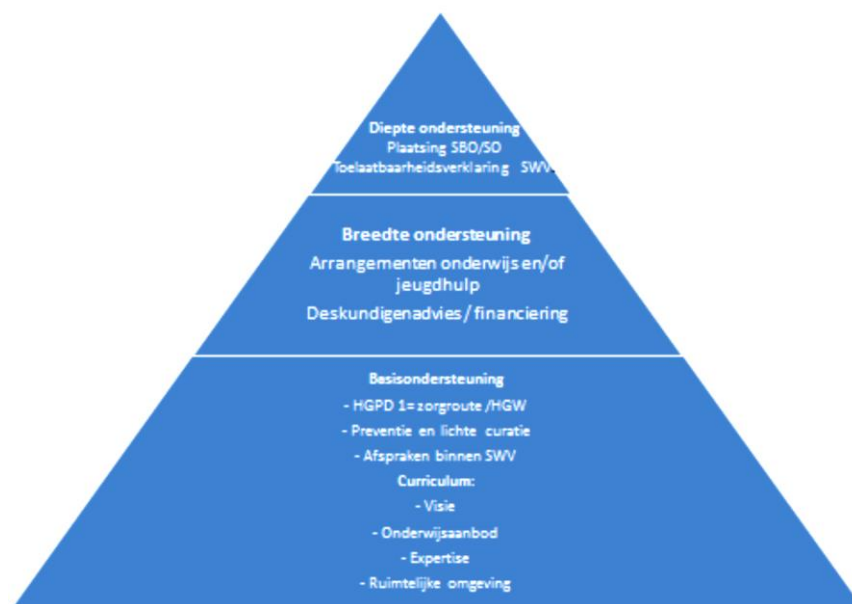 Diepte ondersteuning
Plaatsing SBO/SO
Toelaatbaarheidsverklaring SWV.
Breedte ondersteuning
Arrangementen onderwijs en/of
jeugdhulp
Deskundigenadvies / financiering
Basisondersteuning
- HGPD 1= zorgroute /HGW
- Preventie en lichte curatie
- Afspraken binnen SWV
Curriculum:
- Visie
- Onderwijsaanbod
- Expertise
- Ruimtelijke omgeving